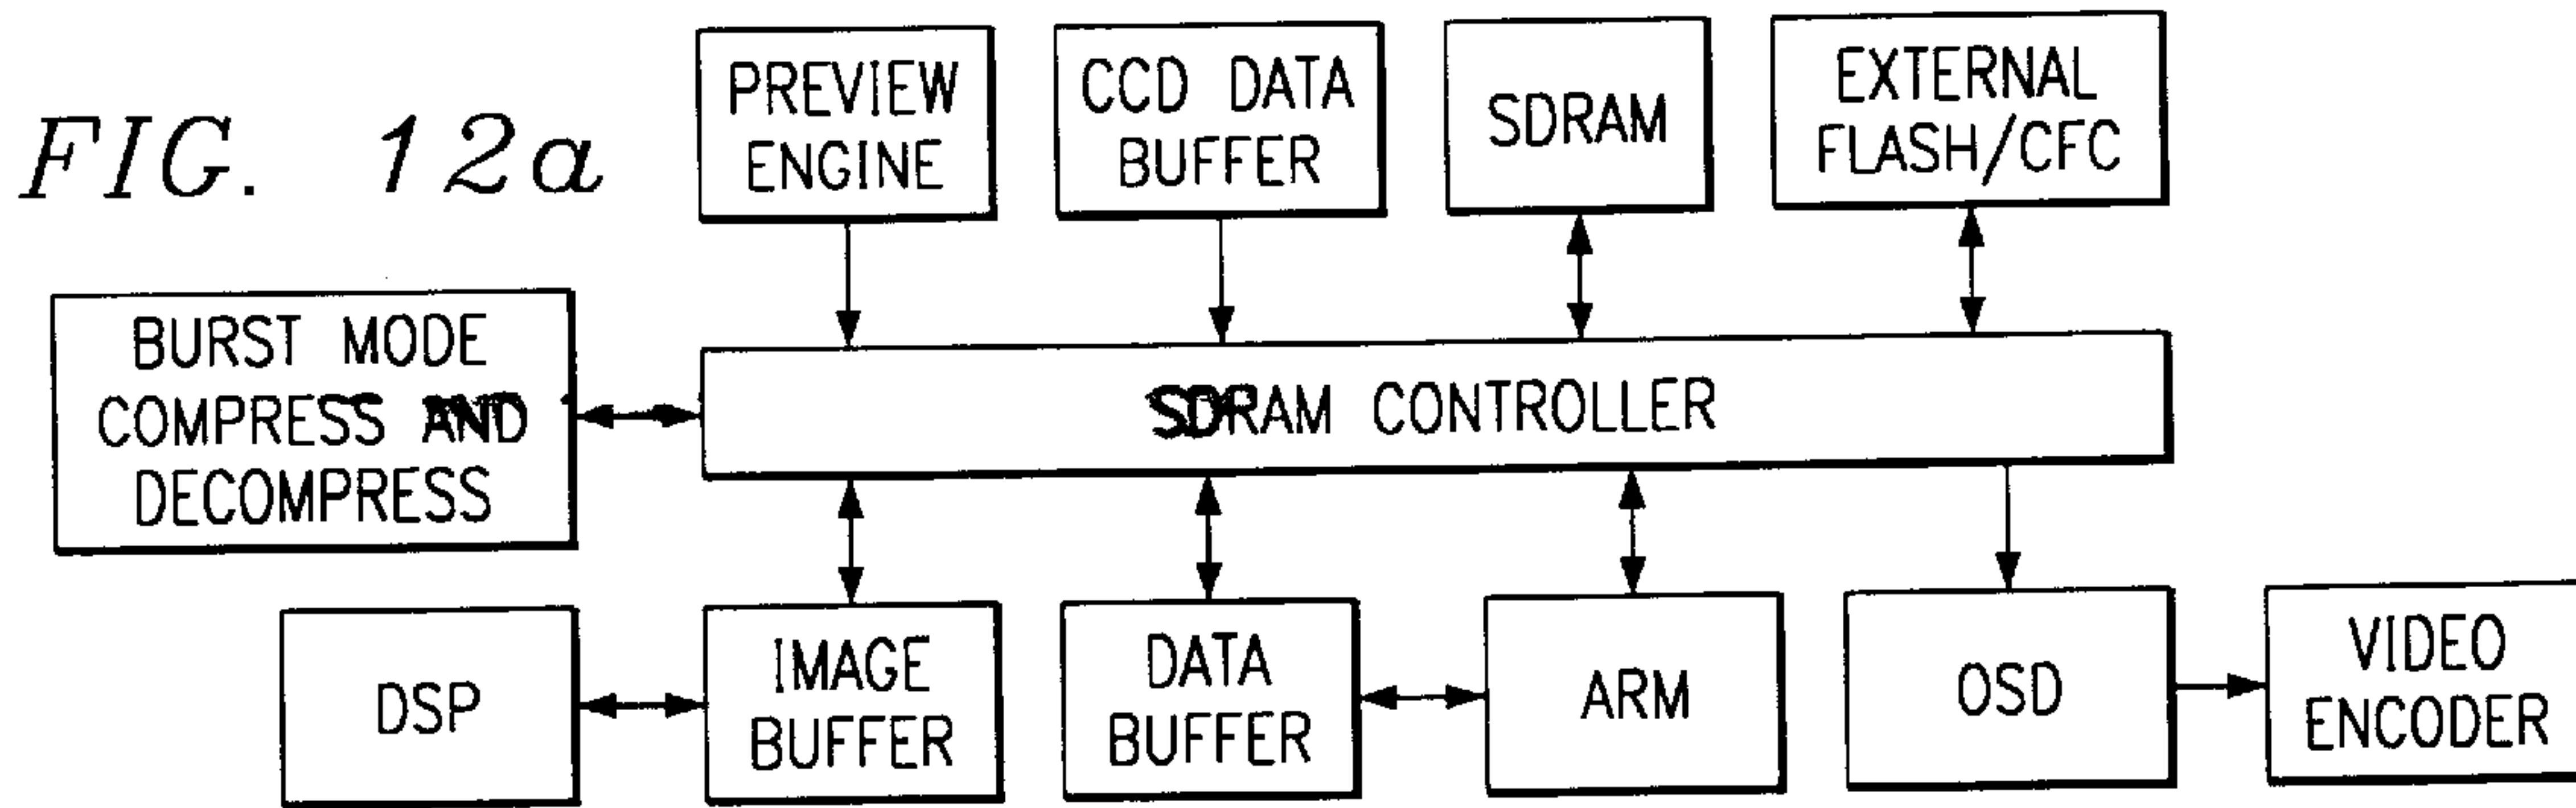 FIG. 12a
PREVIEW
ENGINE
CCD DATA
BUFFER
SDRAM
EXTERNAL
FLASH/CFC
BURST MODE
COMPRESS AND
DECOMPRESS
SDRAM CONTROLLER
DSP
IMAGE
BUFFER
DATA
BUFFER
ARM
OSD
VIDEO
ENCODER